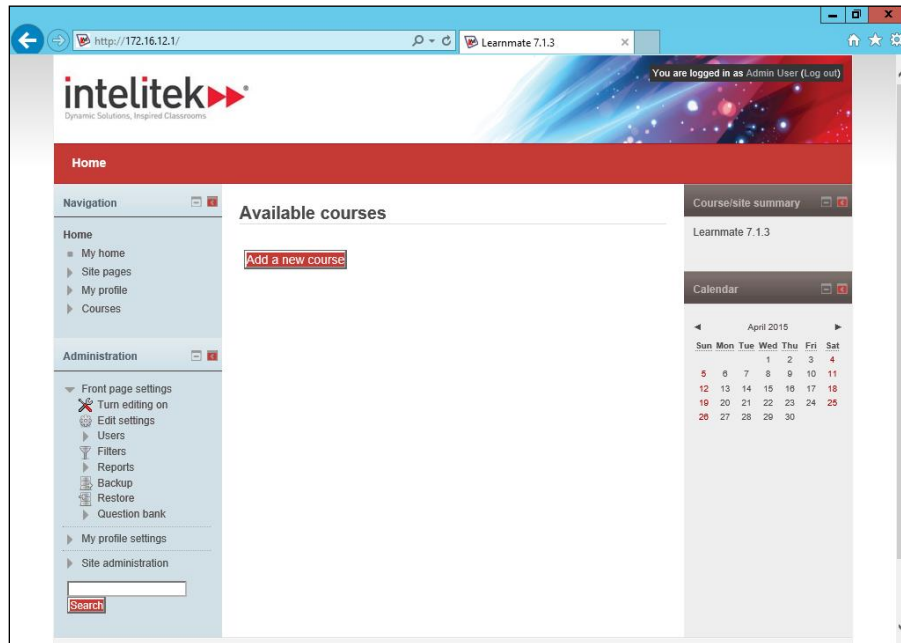 http://172.16.12.1/
Learnmate 7.1.3
You are logged in as Admin User (Log out)
intelitek
Dynamic Solutions, Inspired Classrooms
Home
Navigation
Home
My home
Site pages
My profile
Courses
Administration
Front page settings
Turn editing on
Edit settings
Users
Filters
Reports
Backup
Restore
Question bank
My profile settings
Site administration
Search
Available courses
Add a new course
Course/site summary
Learnmate 7.1.3
Calendar
◄ April 2015 ►
Sun Mon Tue Wed Thu Fri Sat
1 2 3 4
5 6 7 8 9 10 11
12 13 14 15 16 17 18
19 20 21 22 23 24 25
26 27 28 29 30